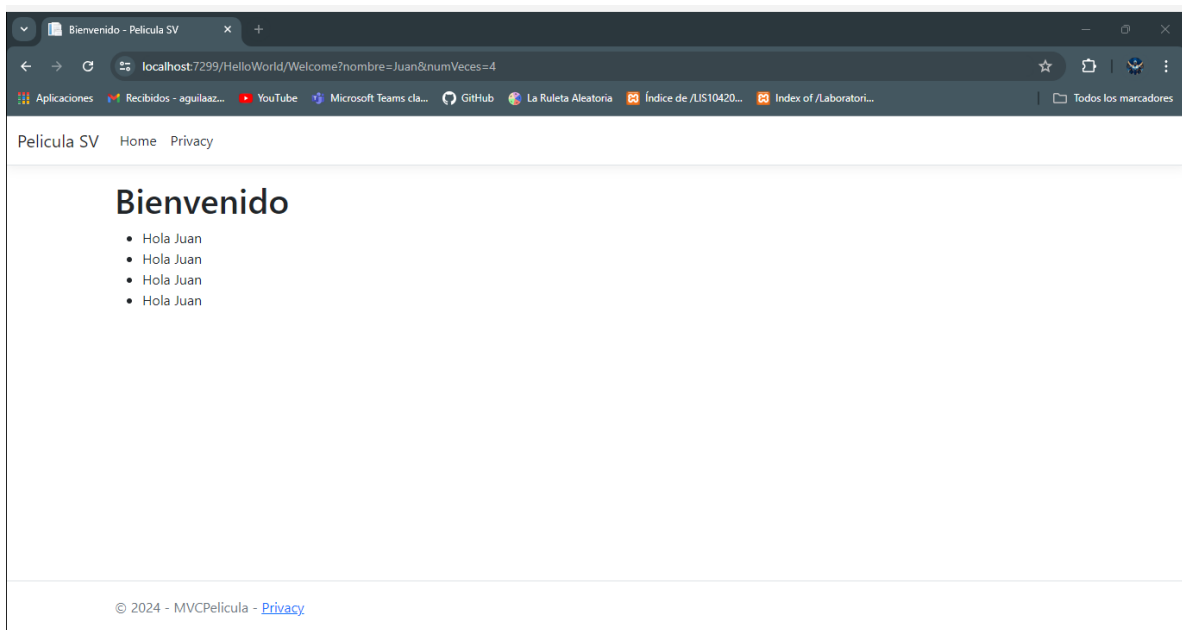 Bienvenido - Pelicula SV
localhost:7299/HelloWorld/Welcome?nombre=Juan&numVeces=4
Aplicaciones Recibidos - aguilaaz... YouTube Microsoft Teams cla... GitHub La Ruleta Aleatoria Índice de /LIS10420... Index of /Laboratori... Todos los marcadores
Pelicula SV Home Privacy
Bienvenido
Hola Juan
Hola Juan
Hola Juan
Hola Juan
© 2024 - MVCPelicula - Privacy